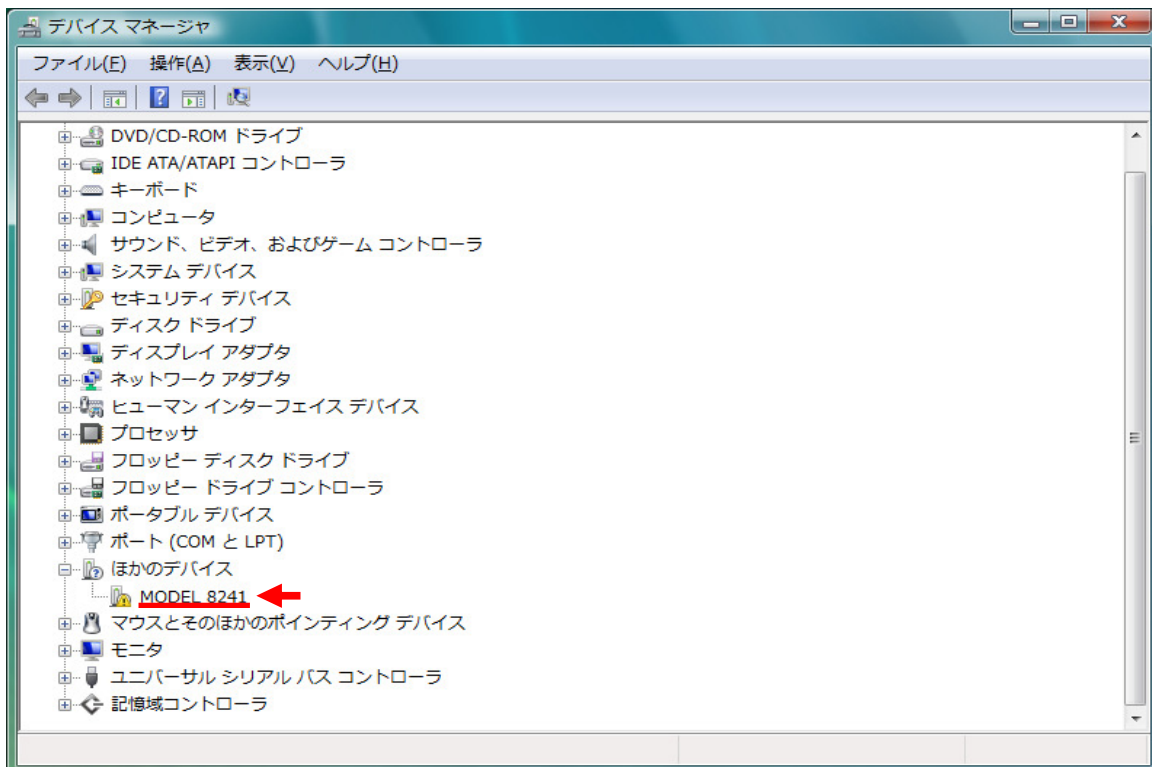 デバイス マネージャ
ファイル(F) 操作(A) 表示(V) ヘルプ(H)
DVD/CD-ROM ドライブ
IDE ATA/ATAPI コントローラ
キーボード
コンピュータ
サウンド、ビデオ、およびゲーム コントローラ
システム デバイス
セキュリティ デバイス
ディスク ドライブ
ディスプレイ アダプタ
ネットワーク アダプタ
ヒューマン インターフェイス デバイス
プロセッサ
フロッピー ディスク ドライブ
フロッピー ドライブ コントローラ
ポータブル デバイス
ポート (COM と LPT)
ほかのデバイス
MODEL 8241
マウスとそのほかのポインティング デバイス
モニタ
ユニバーサル シリアル バス コントローラ
記憶域コントローラ